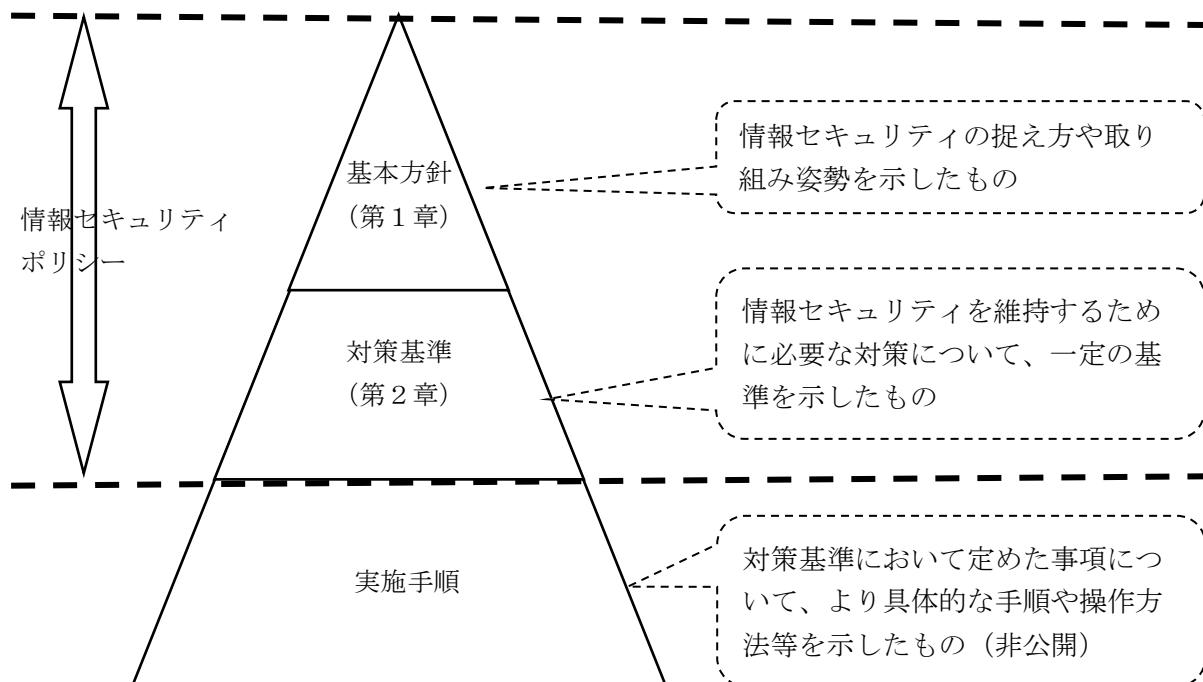 情報セキュリティ
ポリシー
基本方針
(第１章)
情報セキュリティの捉え方や取り
組み姿勢を示したもの
対策基準
(第２章)
情報セキュリティを維持するため
に必要な対策について、一定の基
準を示したもの
実施手順
対策基準において定めた事項につ
いて、より具体的な手順や操作方
法等を示したもの（非公開）